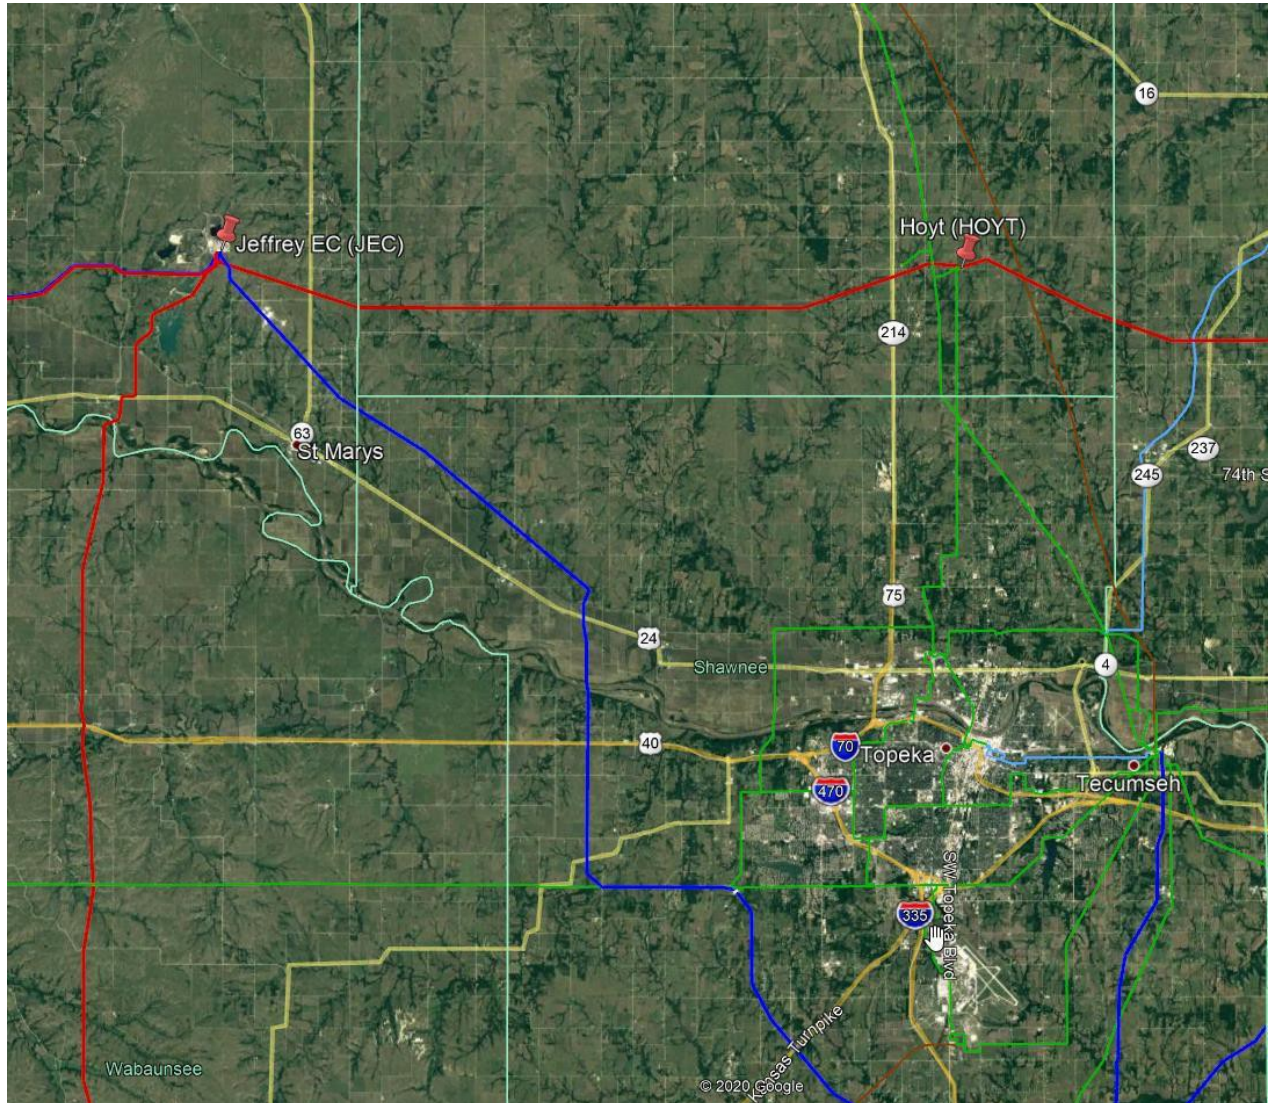 16
Jeffrey EC (JEC)
Hoyt (HOYT)
214
63
St Marys
237
245
74th S
75
24
Shawnee
4
40
70
Topeka
Tecumseh
470
SW Topeka Blvd
335
Kansas Turnpike
Wabaunsee
© 2020 Google